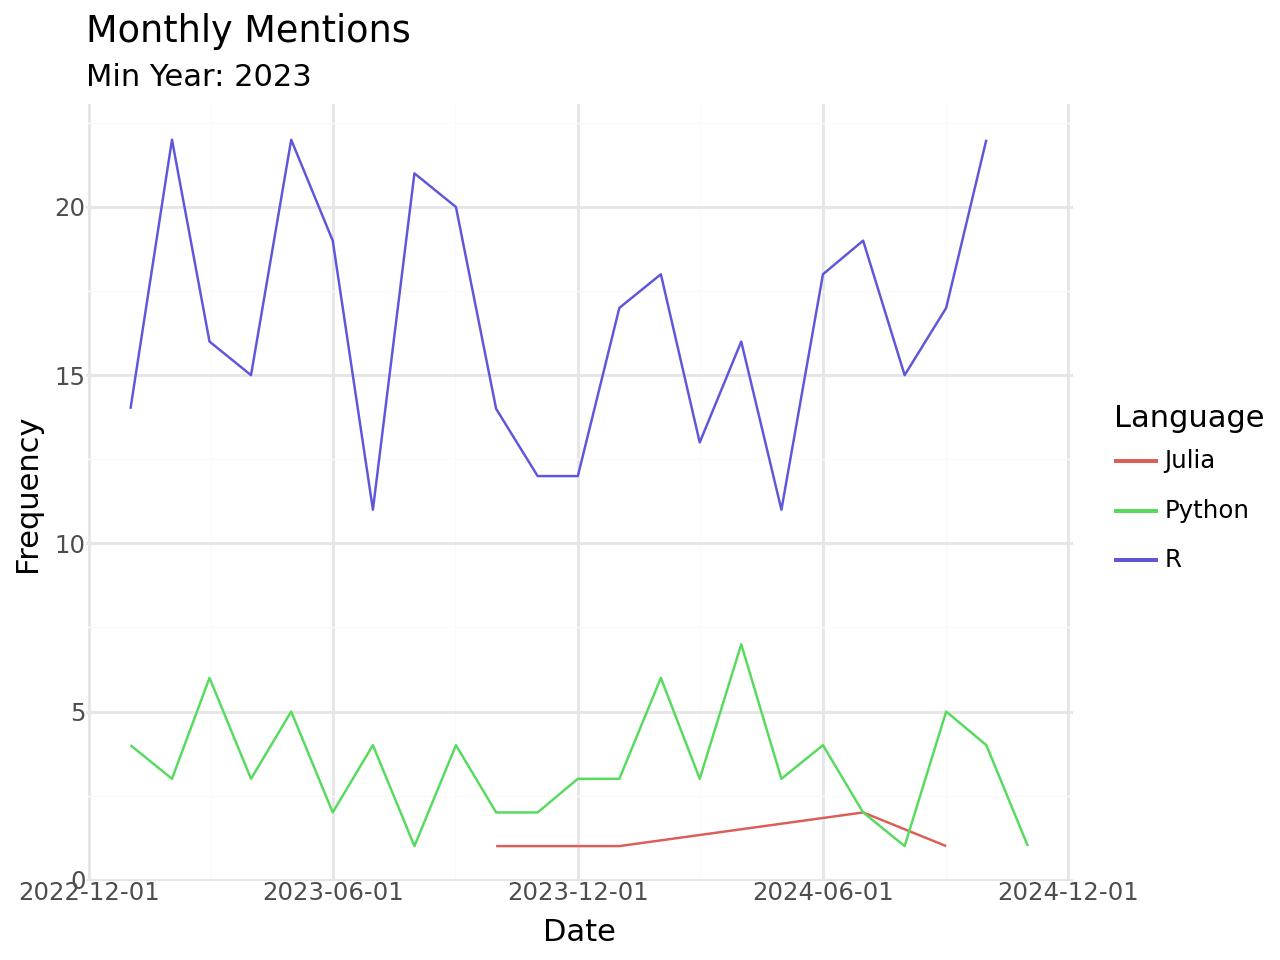 Monthly Mentions
Min Year: 2023
Frequency
20
15
10
5
0
2022-12-01
2023-06-01
2023-12-01
2024-06-01
2024-12-01
Date
Language
Julia
Python
R